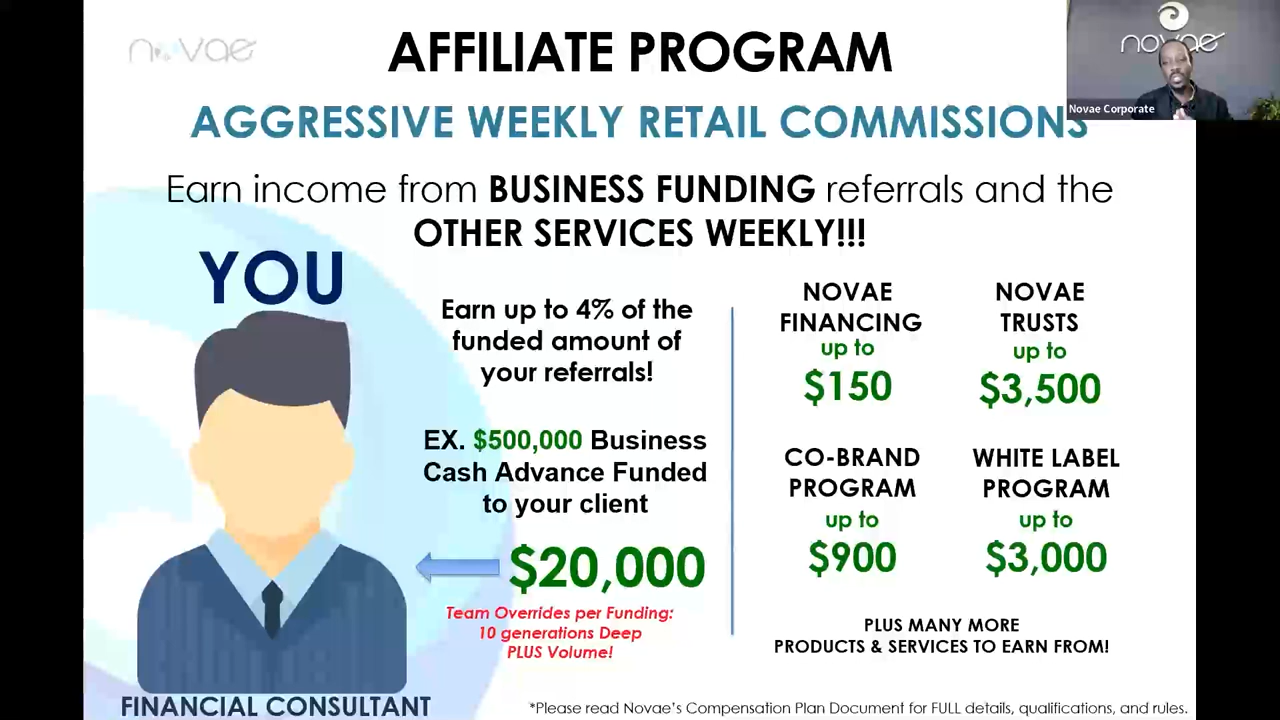 novae
AFFILIATE PROGRAM
novae
Novae Corporate
AGGRESSIVE WEEKLY RETAIL COMMISSIONS
Earn income from BUSINESS FUNDING referrals and the
OTHER SERVICES WEEKLY!!!
YOU
Earn up to 4% of the
funded amount of
your referrals!
EX. $500,000 Business
Cash Advance Funded
to your client
$20,000
Team Overrides per Funding:
10 generations Deep
PLUS Volume!
FINANCIAL CONSULTANT
NOVAE
FINANCING
up to
$150
NOVAE
TRUSTS
up to
$3,500
CO-BRAND
PROGRAM
up to
$900
WHITE LABEL
PROGRAM
up to
$3,000
PLUS MANY MORE
PRODUCTS & SERVICES TO EARN FROM!
*Please read Novae's Compensation Plan Document for FULL details, qualifications, and rules.